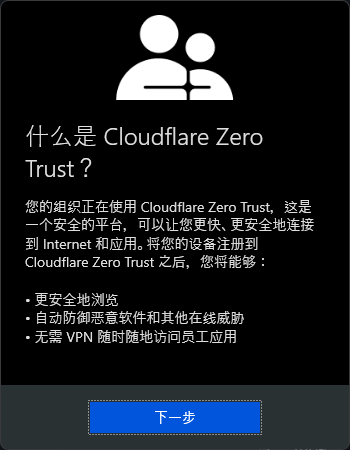 什么是 Cloudflare Zero
Trust？
您的组织正在使用 Cloudflare Zero Trust，这是
一个安全的平台，可以让您更快、更安全地连接
到 Internet 和应用。将您的设备注册到
Cloudflare Zero Trust 之后，您将能够：
• 更安全地浏览
• 自动防御恶意软件和其他在线威胁
• 无需 VPN 随时随地访问员工应用
下一步